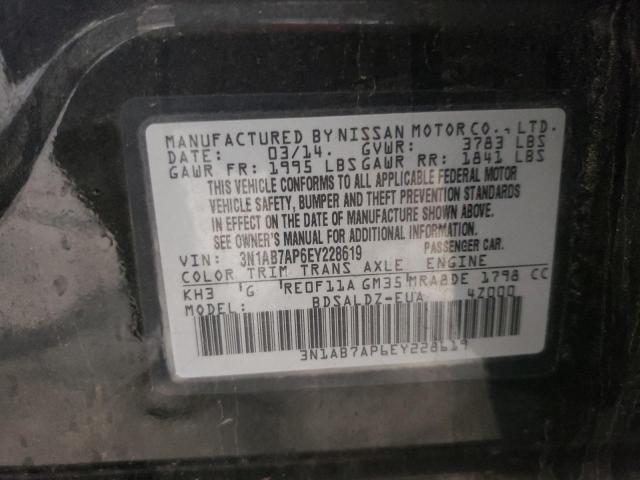 MANUFACTURED BY NISSAN MOTOR CO., LTD.
DATE: 03/14. GVWR: 3783 LBS
GAWR FR: 1995 LBS GAWR RR: 1841 LBS
THIS VEHICLE CONFORMS TO ALL APPLICABLE FEDERAL MOTOR
VEHICLE SAFETY, BUMPER AND THEFT PREVENTION STANDARDS
IN EFFECT ON THE DATE OF MANUFACTURE SHOWN ABOVE.
SEE OWNER'S MANUAL FOR ADDITIONAL INFORMATION
VIN: 3N1AB7AP6EY228619 PASSENGER CAR.
COLOR TRIM TRANS AXLE ENGINE
KH3 'G 'RE0F11A GM35 MRA8DE 1798 CC
MODEL: BDSALDZ-EUA 4Z000
3N1AB7AP6EY228619